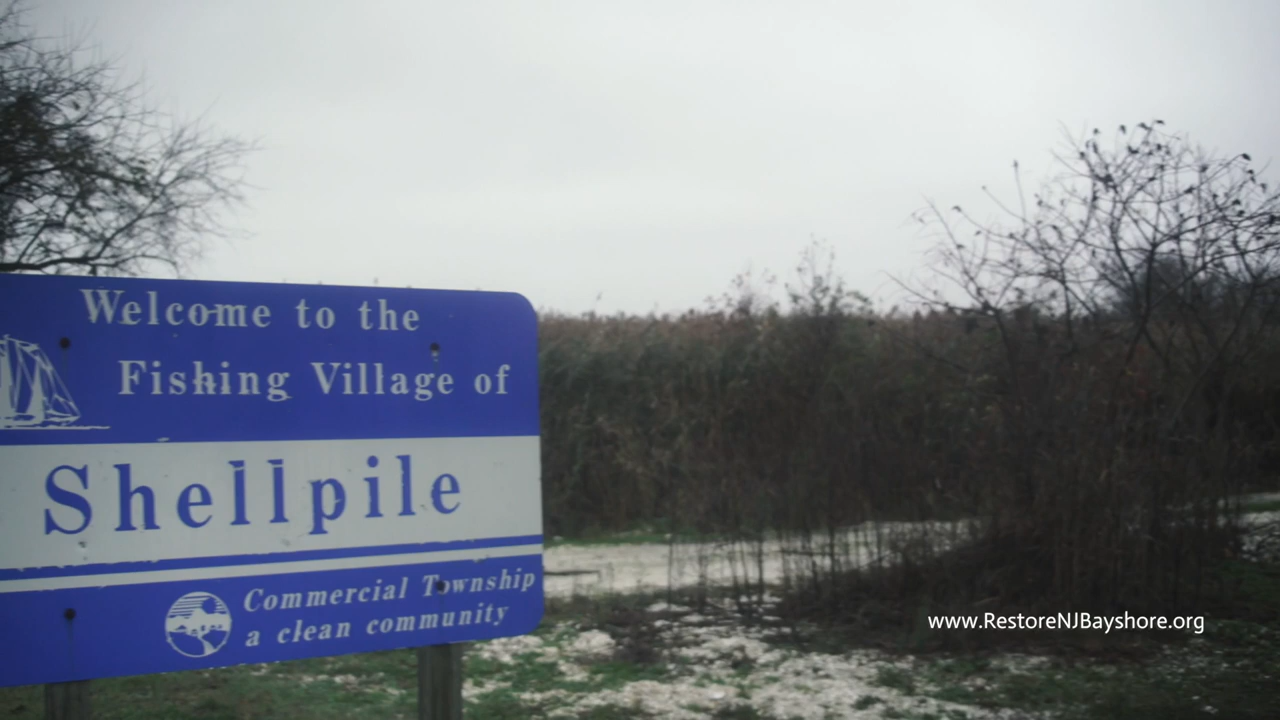 Welcome to the
Fishing Village of
Shellpile
Commercial Township
a clean community
www.RestoreNJBayshore.org